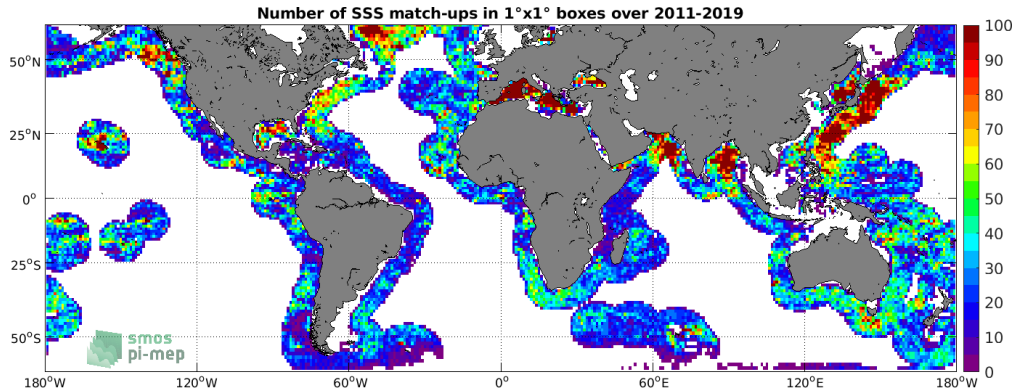 Number of SSS match-ups in 1°x1° boxes over 2011-2019
50°N
25°N
0°
25°S
50°S
180°W
120°W
60°W
0°
60°E
120°E
180°W
100
90
80
70
60
50
40
30
20
10
0
smos
pi-mep